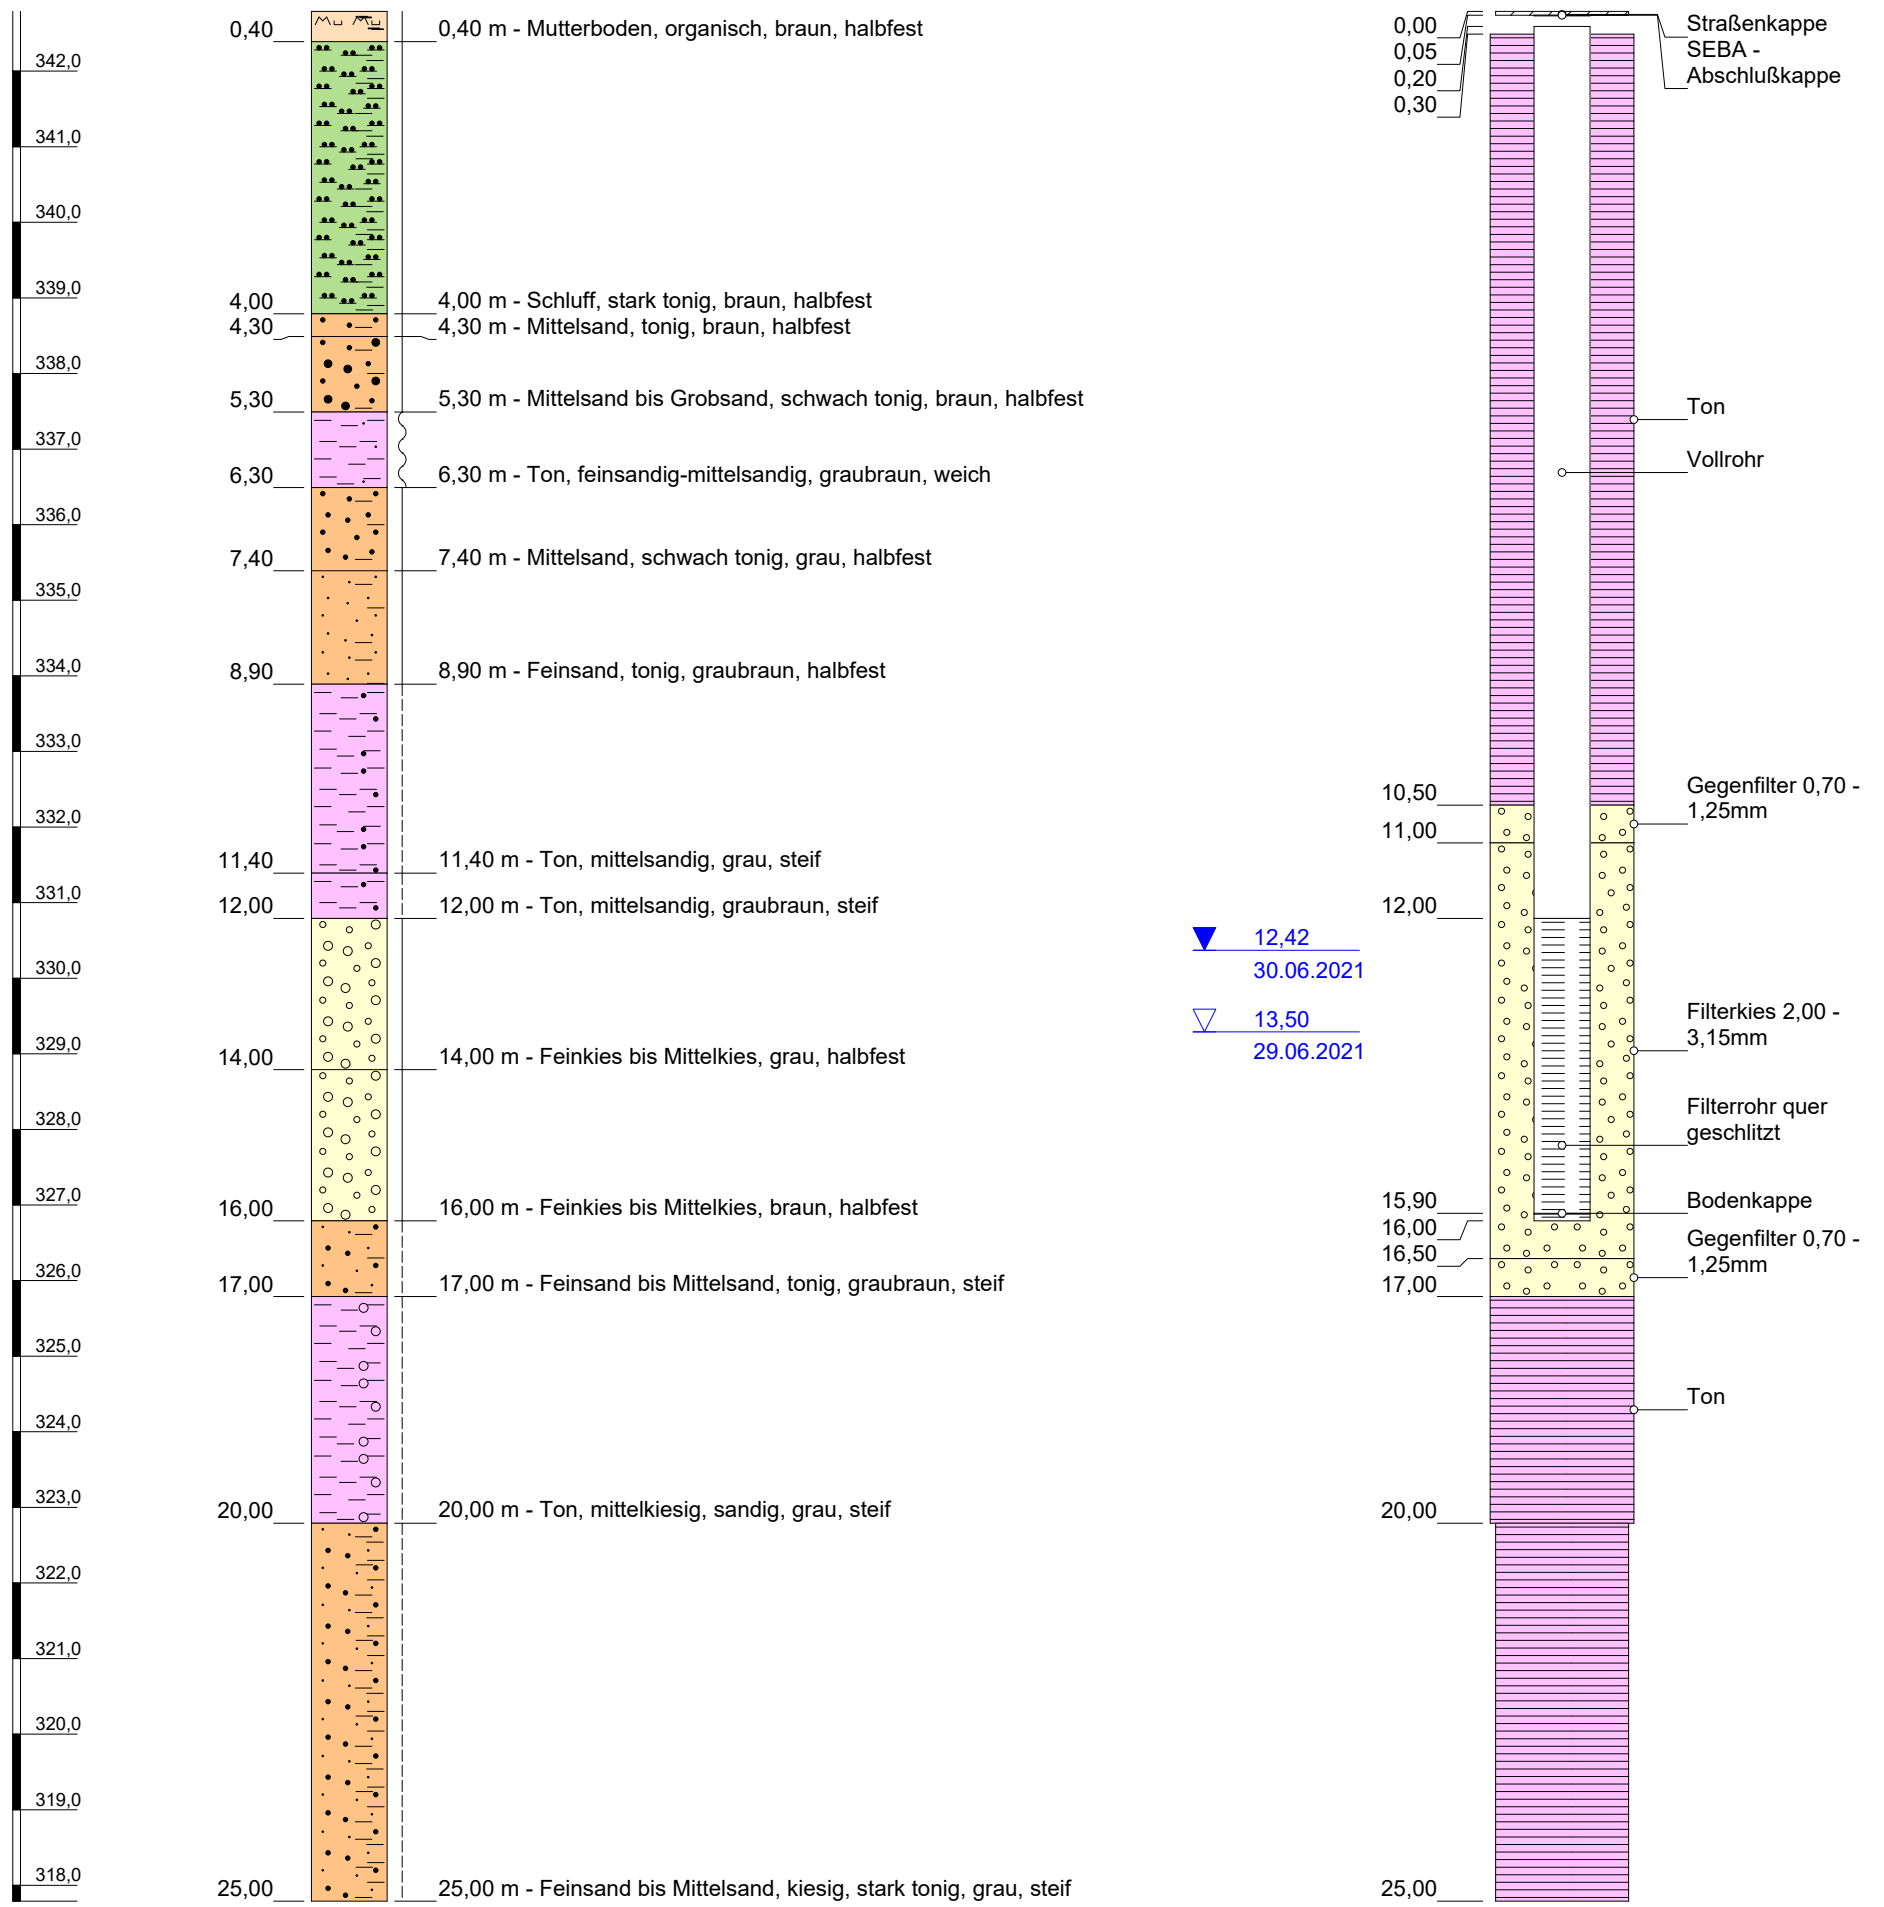 342,0
341,0
340,0
339,0
338,0
337,0
336,0
335,0
334,0
333,0
332,0
331,0
330,0
329,0
328,0
327,0
326,0
325,0
324,0
323,0
322,0
321,0
320,0
319,0
318,0
0,40
0,40 m - Mutterboden, organisch, braun, halbfest
4,00
4,00 m - Schluff, stark tonig, braun, halbfest
4,30
4,30 m - Mittelsand, tonig, braun, halbfest
5,30
5,30 m - Mittelsand bis Grobsand, schwach tonig, braun, halbfest
6,30
6,30 m - Ton, feinsandig-mittelsandig, graubraun, weich
7,40
7,40 m - Mittelsand, schwach tonig, grau, halbfest
8,90
8,90 m - Feinsand, tonig, graubraun, halbfest
11,40
11,40 m - Ton, mittelsandig, grau, steif
12,00
12,00 m - Ton, mittelsandig, graubraun, steif
14,00
14,00 m - Feinkies bis Mittelkies, grau, halbfest
16,00
16,00 m - Feinkies bis Mittelkies, braun, halbfest
17,00
17,00 m - Feinsand bis Mittelsand, tonig, graubraun, steif
20,00
20,00 m - Ton, mittelkiesig, sandig, grau, steif
25,00
25,00 m - Feinsand bis Mittelsand, kiesig, stark tonig, grau, steif
12,42
30.06.2021
13,50
29.06.2021
0,00
0,05
0,20
0,30
10,50
11,00
12,00
15,90
16,00
16,50
17,00
20,00
25,00
Straßenkappe
SEBA -
Abschlußkappe
Ton
Vollrohr
Gegenfilter 0,70 -
1,25mm
Filterkies 2,00 -
3,15mm
Filterrohr quer
geschlitzt
Bodenkappe
Gegenfilter 0,70 -
1,25mm
Ton